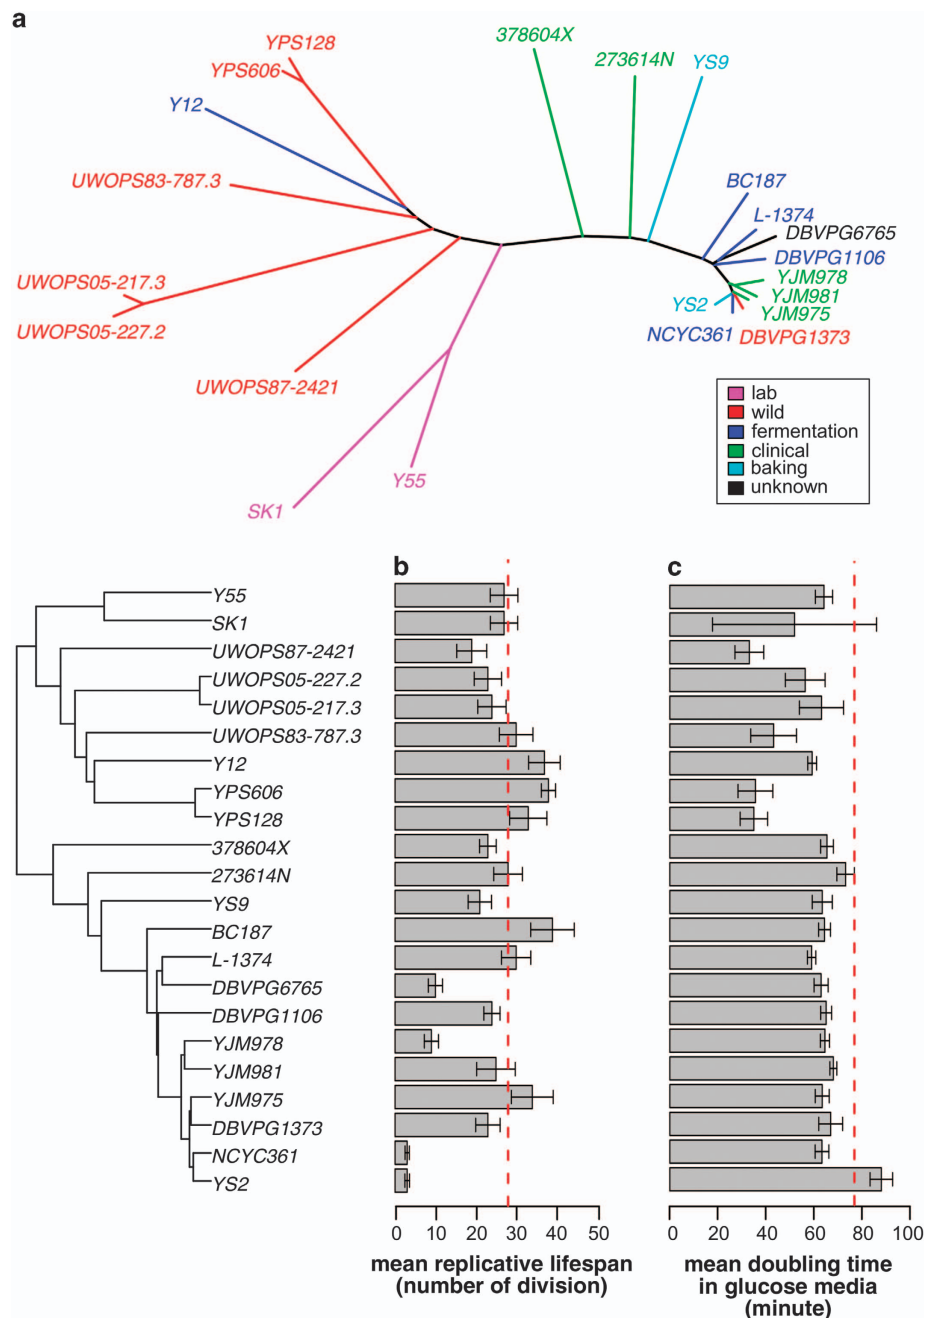 a
YPS128
378604X
YPS606
273614N
YS9
Y12
UWOPS83-787.3
BC187
L-1374
DBVPG6765
DBVPG1106
UWOPS05-217.3
YJM978
YJM981
YS2
YJM975
UWOPS05-227.2
NCYC361
DBVPG1373
UWOPS87-2421
lab
wild
fermentation
clinical
baking
unknown
Y55
SK1
b
c
Y55
SK1
UWOPS87-2421
UWOPS05-227.2
UWOPS05-217.3
UWOPS83-787.3
Y12
YPS606
YPS128
378604X
273614N
YS9
BC187
L-1374
DBVPG6765
DBVPG1106
YJM978
YJM981
YJM975
DBVPG1373
NCYC361
YS2
0 10 20 30 40 50
mean replicative lifespan
(number of division)
0 20 40 60 80 100
mean doubling time
in glucose media
(minute)